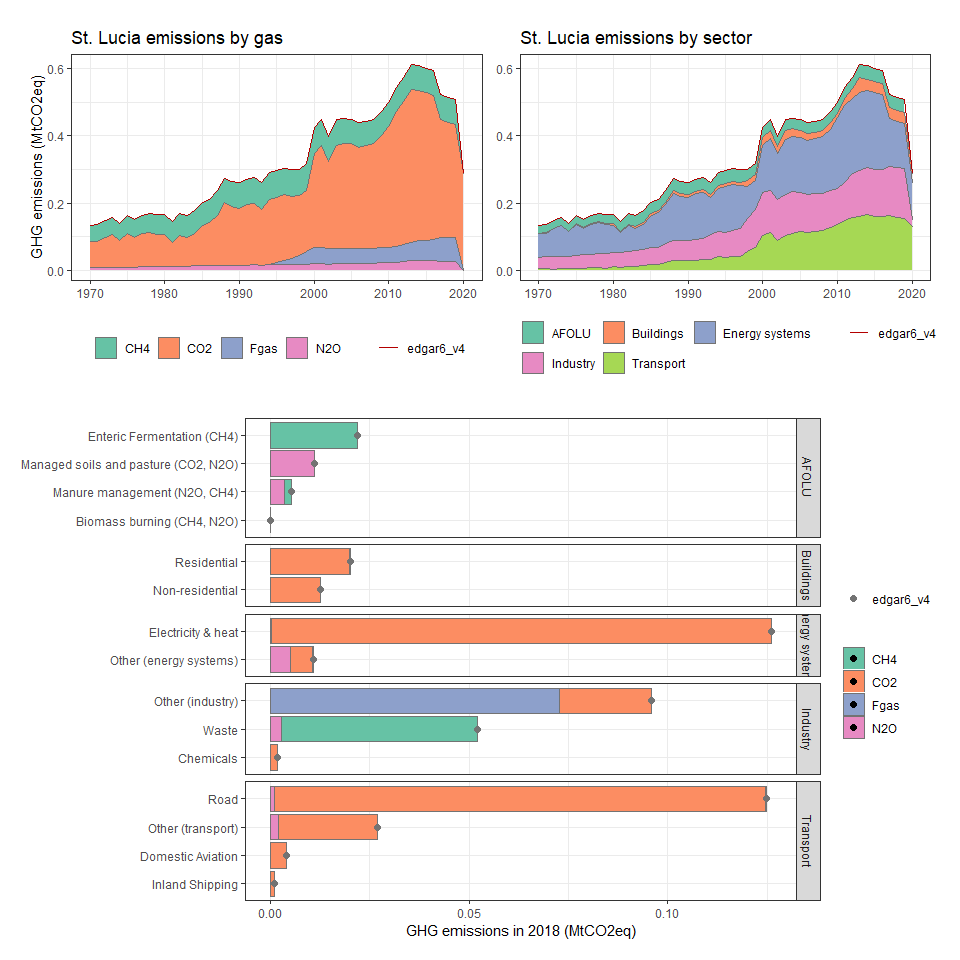 St. Lucia emissions by gas
GHG emissions (MtCO2eq)
0.6
0.4
0.2
0.0
1970 1980 1990 2000 2010 2020
CH4 CO2 Fgas N2O edgar6_v4
St. Lucia emissions by sector
0.6
0.4
0.2
0.0
1970 1980 1990 2000 2010 2020
AFOLU Buildings Energy systems edgar6_v4
Industry Transport
Enteric Fermentation (CH4)
Managed soils and pasture (CO2, N2O)
Manure management (N2O, CH4)
Biomass burning (CH4, N2O)
AFOLU
Residential
Non-residential
Buildings
Electricity & heat
Other (energy systems)
ergy syster
Other (industry)
Waste
Chemicals
Industry
Road
Other (transport)
Domestic Aviation
Inland Shipping
Transport
0.00 0.05 0.10
GHG emissions in 2018 (MtCO2eq)
edgar6_v4
CH4
CO2
Fgas
N2O